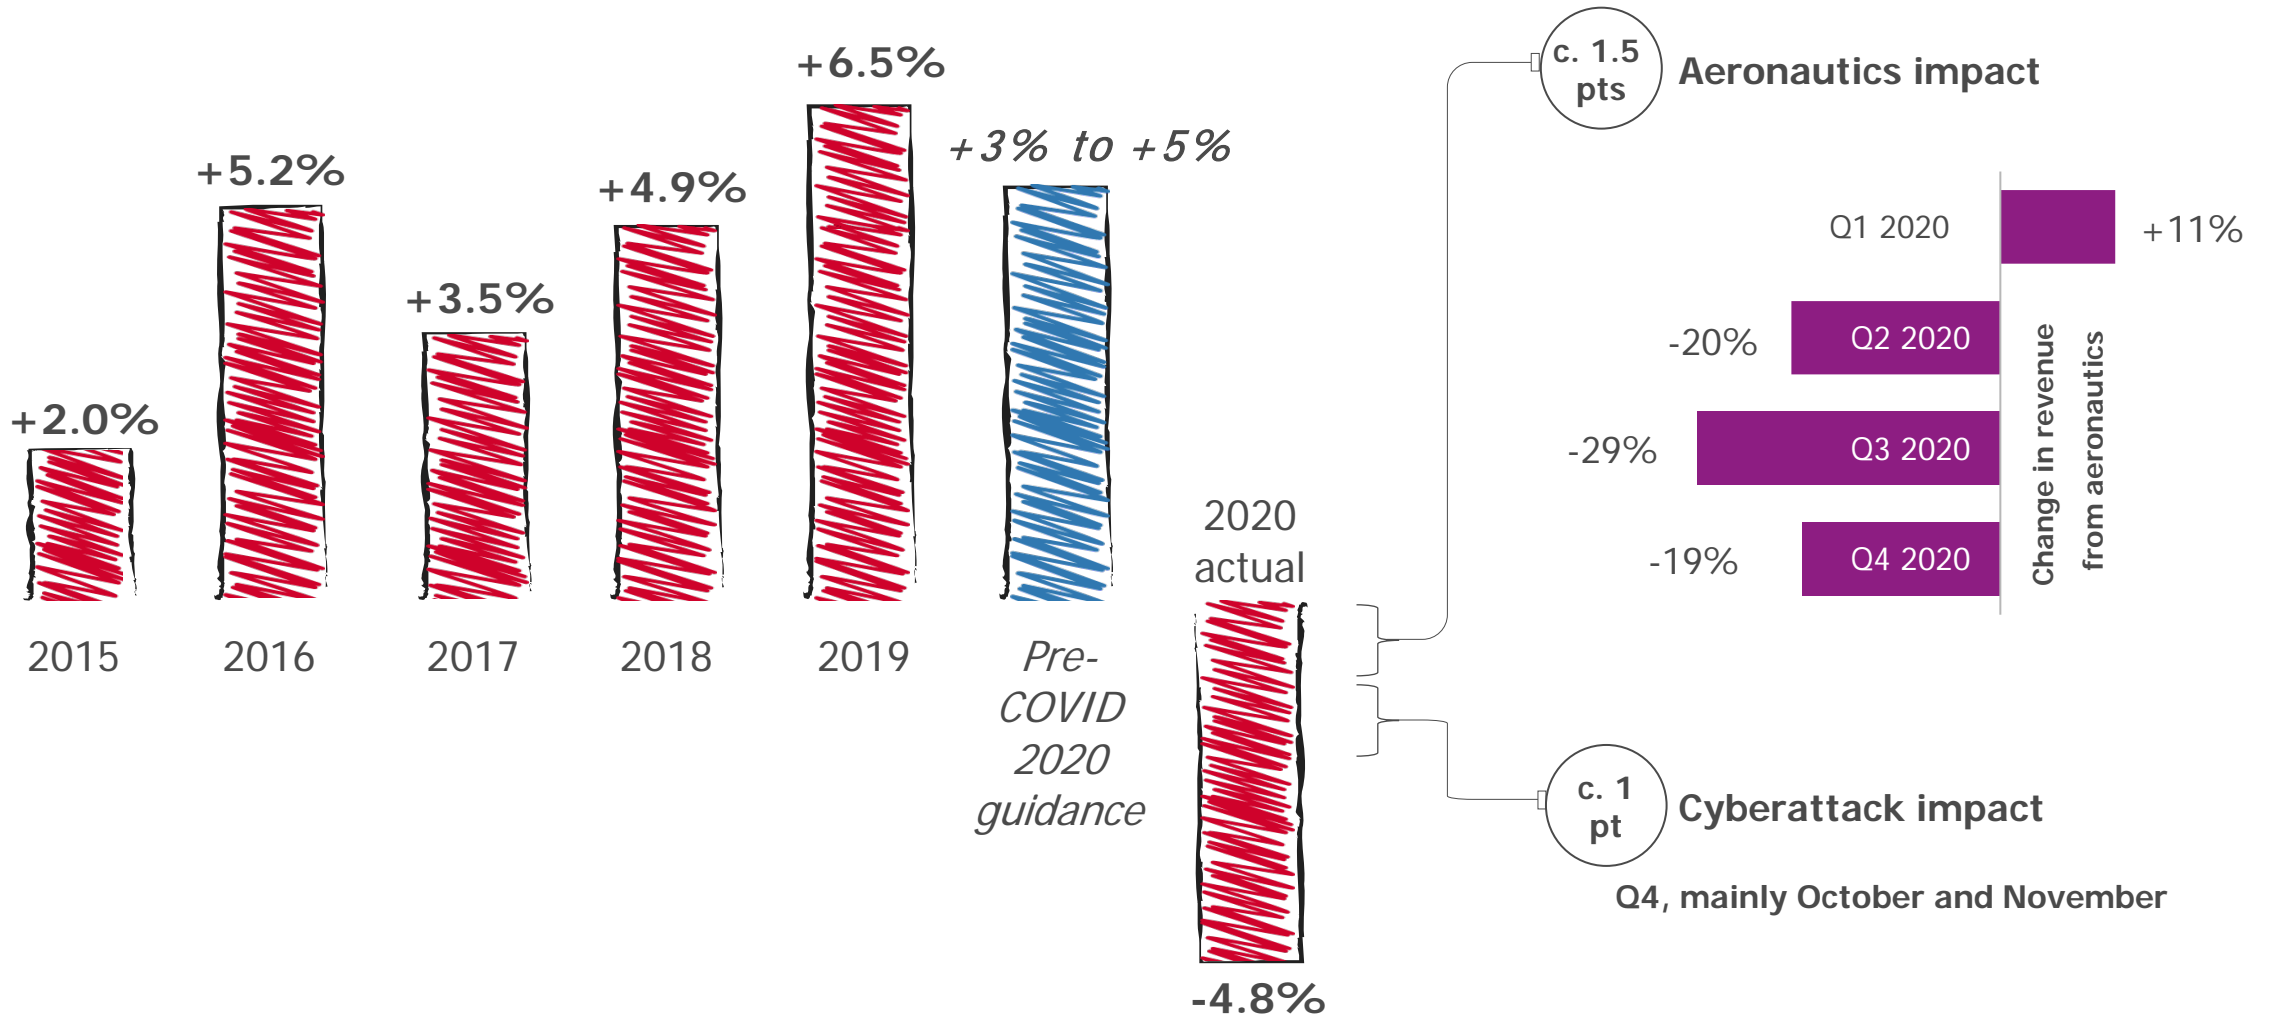 +2.0%
+5.2%
+3.5%
+4.9%
+6.5%
+3% to +5%
2015
2016
2017
2018
2019
Pre-
COVID
2020
guidance
2020
actual
-4.8%
c. 1.5
pts
Aeronautics impact
Q1 2020
+11%
-20%
Q2 2020
-29%
Q3 2020
-19%
Q4 2020
Change in revenue
from aeronautics
c. 1
pt
Cyberattack impact
Q4, mainly October and November